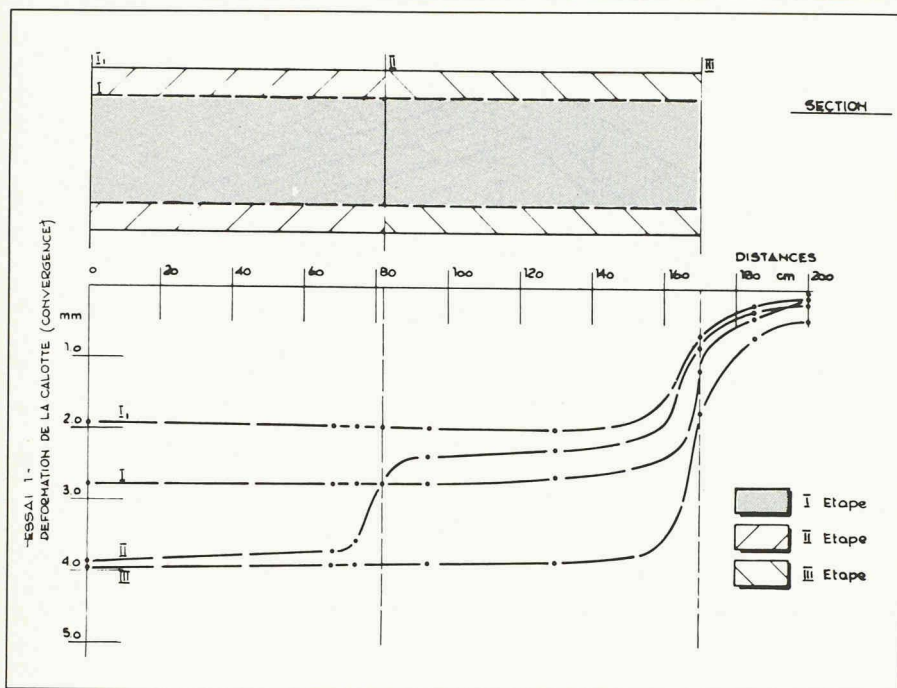 I₁
II
III
I
SECTION
DISTANCES
0 20 40 60 80 100 120 140 160 180 cm 200
mm
1.0
2.0
3.0
4.0
5.0
I₁
I
II
III
-ESSAI 1-
DEFORMATION DE LA CALOTTE (CONVERGENCE)
I Etape
II Etape
III Etape